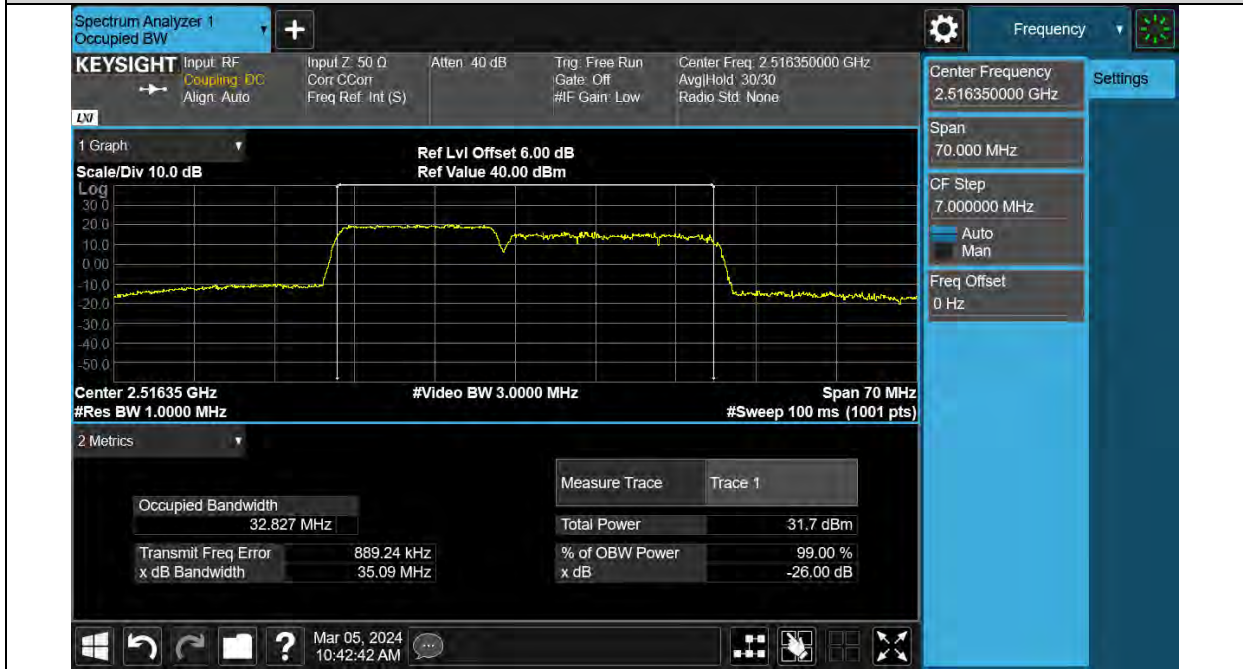 Spectrum Analyzer 1
Occupied BW
Frequency
KEYSIGHT
Input: RF
Coupling: DC
Align: Auto
Input Z: 50 Ω
Corr CCorr
Freq Ref: Int (S)
Atten: 40 dB
Trig: Free Run
Gate: Off
#IF Gain: Low
Center Freq: 2.516350000 GHz
Avg|Hold: 30/30
Radio Std: None
LXI
Center Frequency
2.516350000 GHz
Settings
Span
70.000 MHz
CF Step
7.000000 MHz
Auto
Man
Freq Offset
0 Hz
1 Graph
Scale/Div 10.0 dB
Ref Lvl Offset 6.00 dB
Ref Value 40.00 dBm
Log
30.0
20.0
10.0
0.00
-10.0
-20.0
-30.0
-40.0
-50.0
Center 2.51635 GHz
#Video BW 3.0000 MHz
Span 70 MHz
#Res BW 1.0000 MHz
#Sweep 100 ms (1001 pts)
2 Metrics
Measure Trace
Trace 1
Occupied Bandwidth
32.827 MHz
Total Power
31.7 dBm
Transmit Freq Error
889.24 kHz
% of OBW Power
99.00 %
x dB Bandwidth
35.09 MHz
x dB
-26.00 dB
Mar 05, 2024
10:42:42 AM